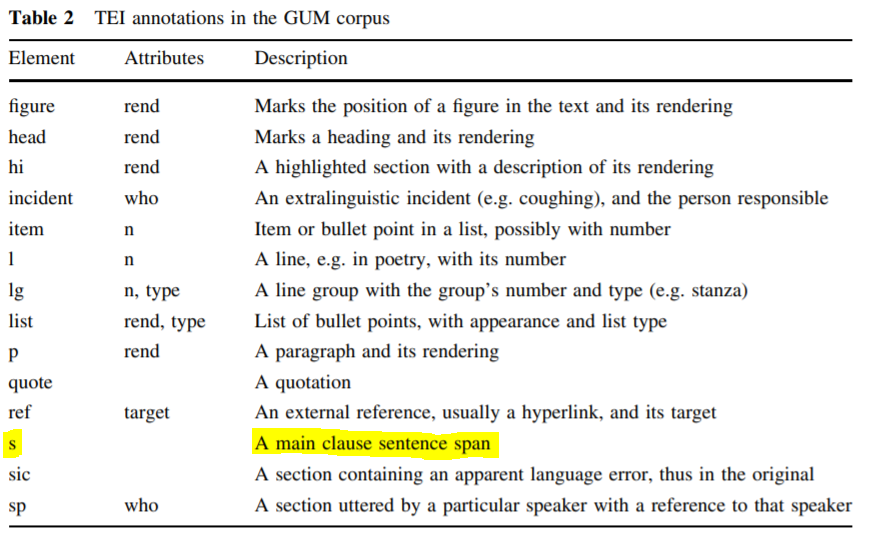 Table 2 TEI annotations in the GUM corpus
Element Attributes Description
figure rend Marks the position of a figure in the text and its rendering
head rend Marks a heading and its rendering
hi rend A highlighted section with a description of its rendering
incident who An extralinguistic incident (e.g. coughing), and the person responsible
item n Item or bullet point in a list, possibly with number
l n A line, e.g. in poetry, with its number
lg n, type A line group with the group's number and type (e.g. stanza)
list rend, type List of bullet points, with appearance and list type
p rend A paragraph and its rendering
quote A quotation
ref target An external reference, usually a hyperlink, and its target
s A main clause sentence span
sic A section containing an apparent language error, thus in the original
sp who A section uttered by a particular speaker with a reference to that speaker